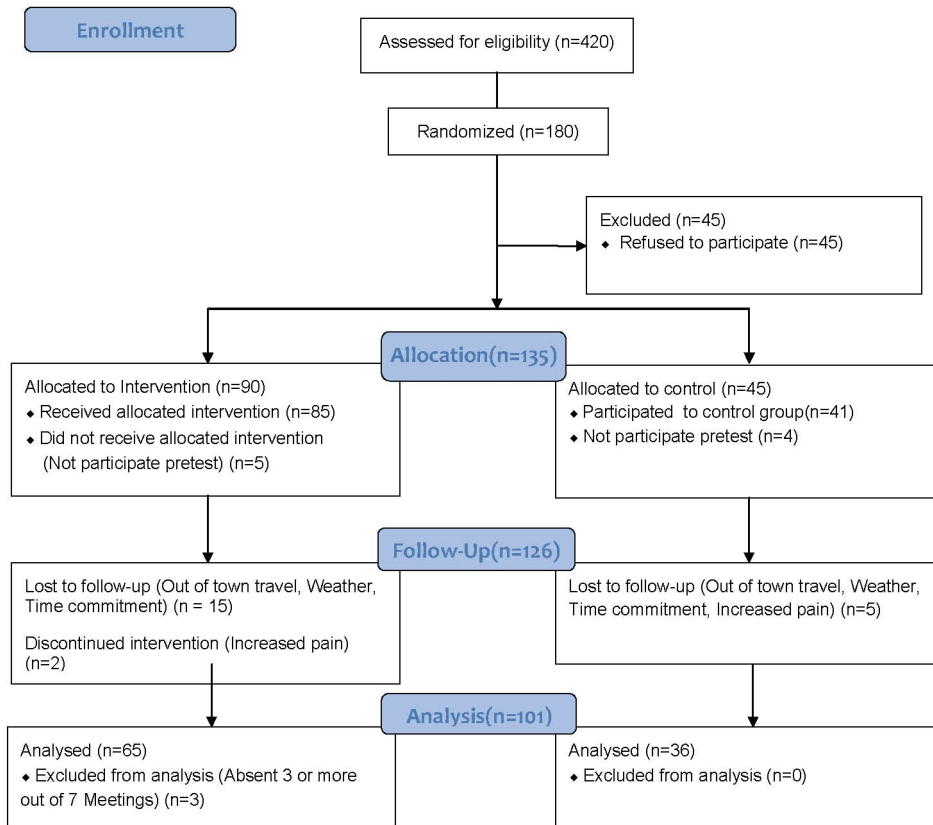 Enrollment
Assessed for eligibility (n=420)
Randomized (n=180)
Excluded (n=45)
♦ Refused to participate (n=45)
Allocation(n=135)
Allocated to Intervention (n=90)
♦ Received allocated intervention (n=85)
♦ Did not receive allocated intervention
(Not participate pretest) (n=5)
Allocated to control (n=45)
♦ Participated to control group(n=41)
♦ Not participate pretest (n=4)
Follow-Up(n=126)
Lost to follow-up (Out of town travel, Weather,
Time commitment) (n = 15)
Discontinued intervention (Increased pain)
(n=2)
Lost to follow-up (Out of town travel, Weather,
Time commitment, Increased pain) (n=5)
Analysis(n=101)
Analysed (n=65)
♦ Excluded from analysis (Absent 3 or more
out of 7 Meetings) (n=3)
Analysed (n=36)
♦ Excluded from analysis (n=0)